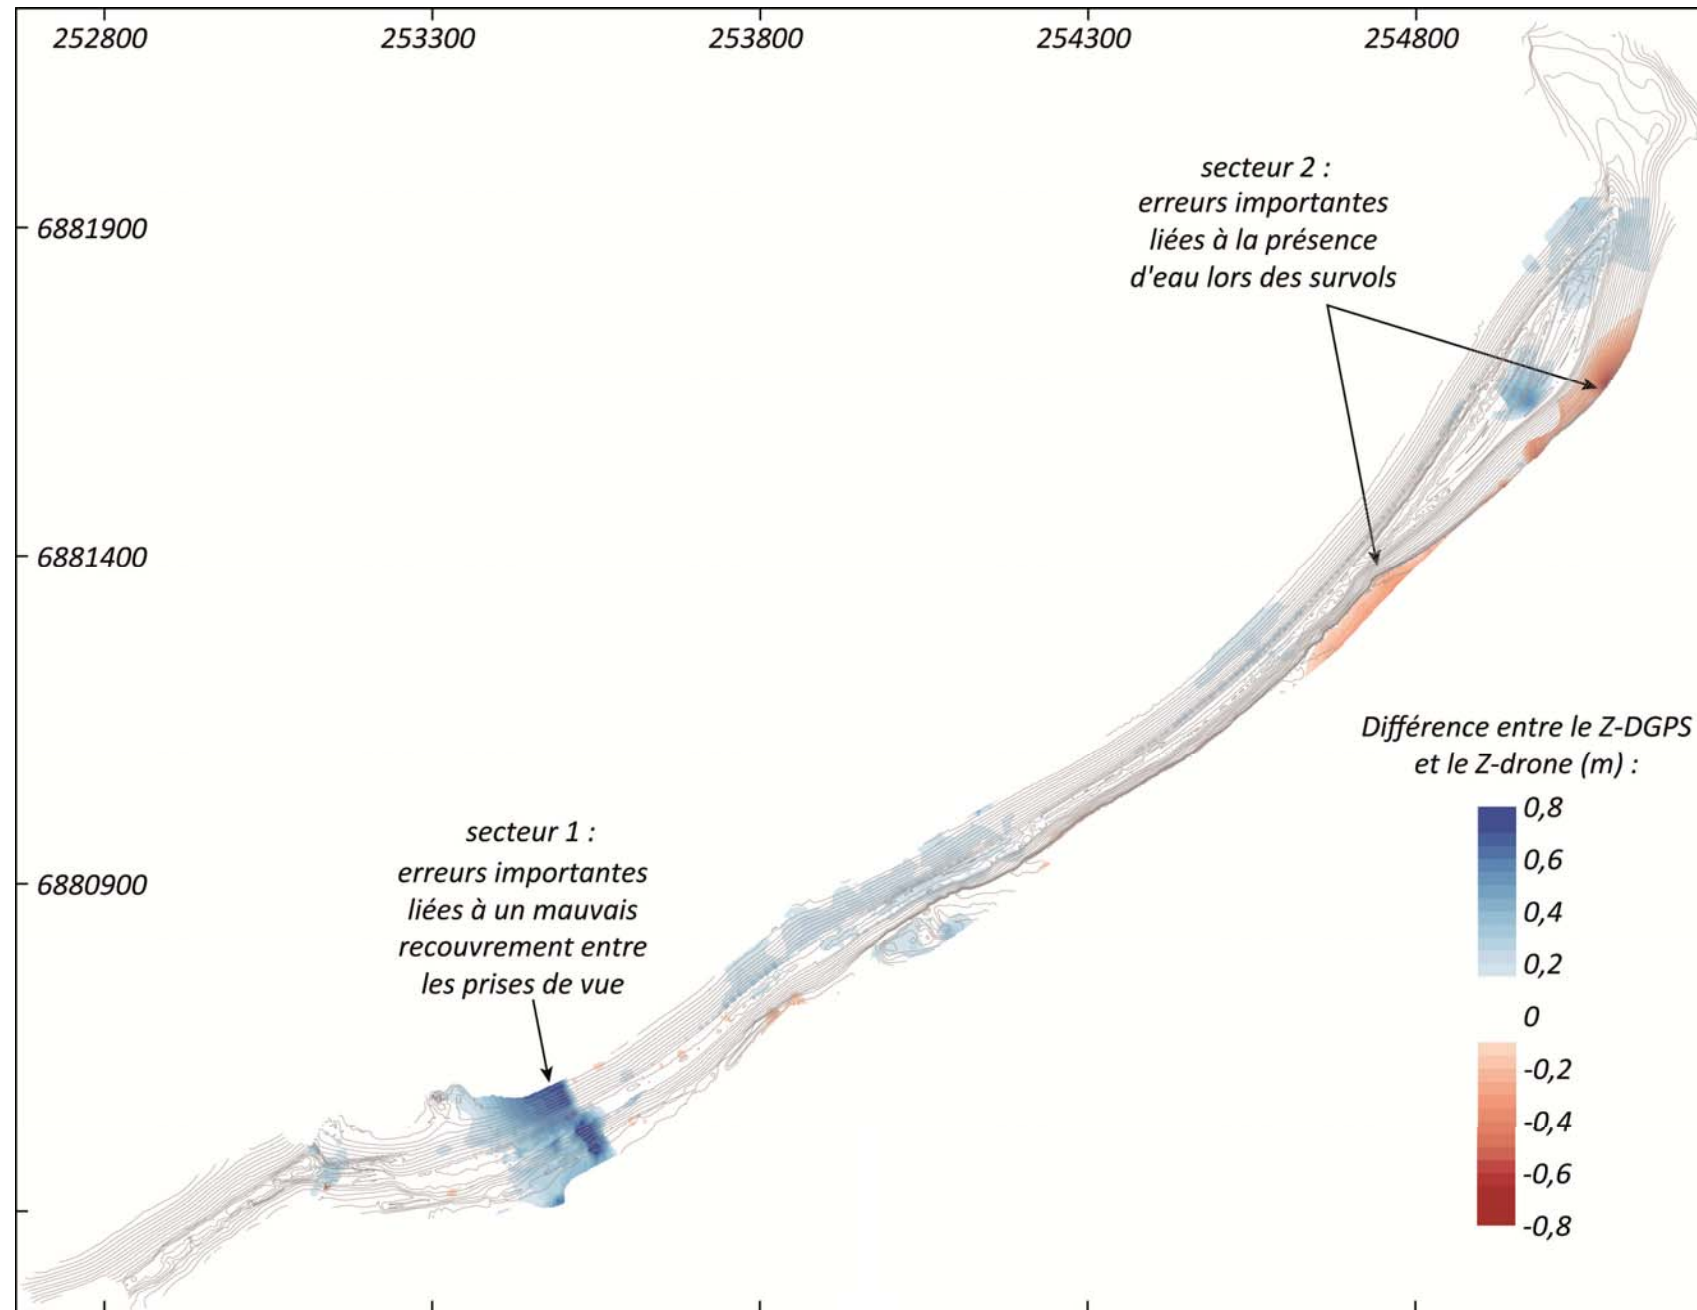 252800
253300
253800
254300
254800
secteur 2 :
erreurs importantes
liées à la présence
d'eau lors des survols
6881900
6881400
Différence entre le Z-DGPS
et le Z-drone (m) :
0,8
0,6
0,4
0,2
0
-0,2
-0,4
-0,6
-0,8
secteur 1 :
erreurs importantes
liées à un mauvais
recouvrement entre
les prises de vue
6880900